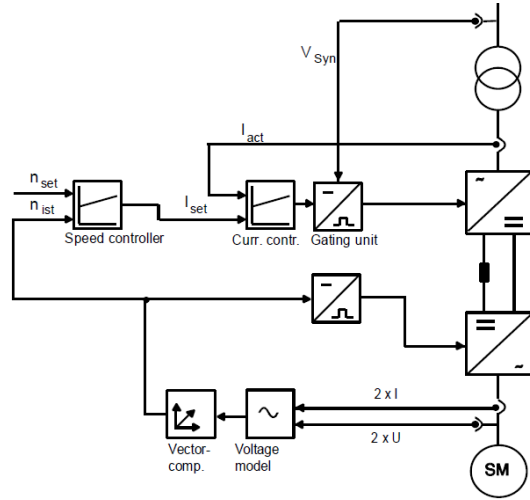 V Syn
I act
n set
n ist
I set
Speed controller
Curr. contr.
Gating unit
~
~
2 x I
2 x U
Vector-
comp.
Voltage
model
SM